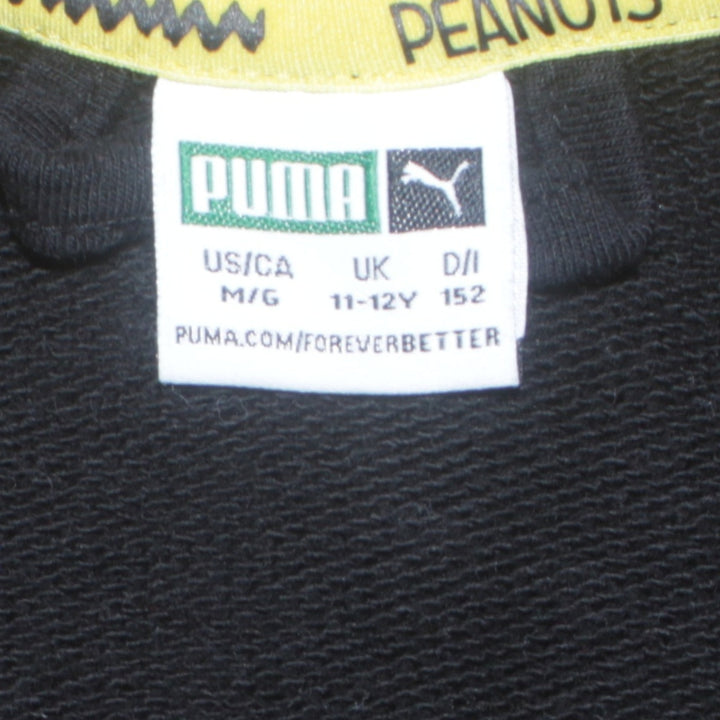 PEANUTS
PUMA
US/CA UK D/I
M/G 11-12Y 152
PUMA.COM/FOREVERBETTER